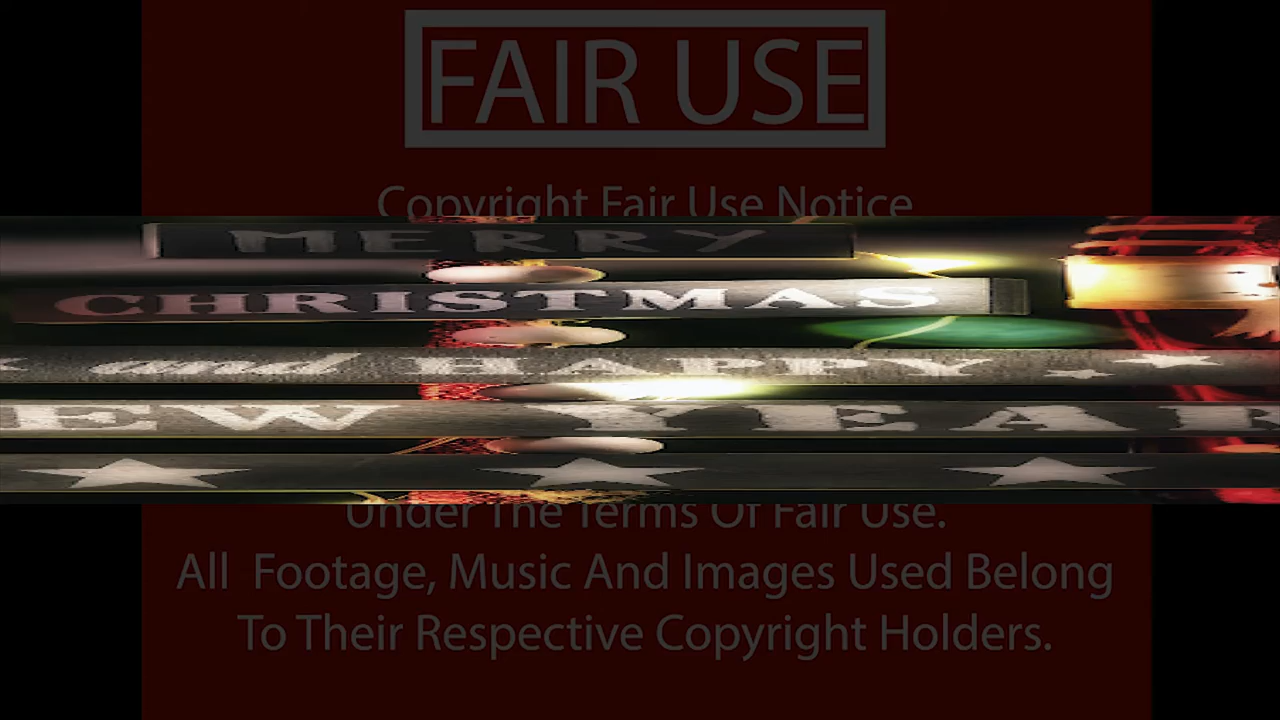 FAIR USE
Copyright Fair Use Notice
MERRY
CHRISTMAS
and HAPPY
EW YEAR
Under The Terms Of Fair Use.
All Footage, Music And Images Used Belong
To Their Respective Copyright Holders.